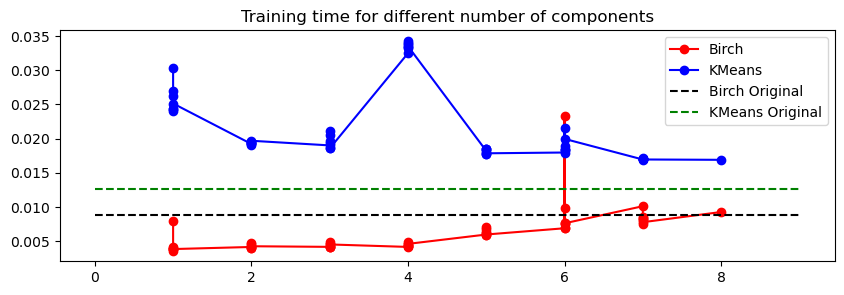 Training time for different number of components
0.035
0.030
0.025
0.020
0.015
0.010
0.005
0 2 4 6 8
Birch
KMeans
Birch Original
KMeans Original